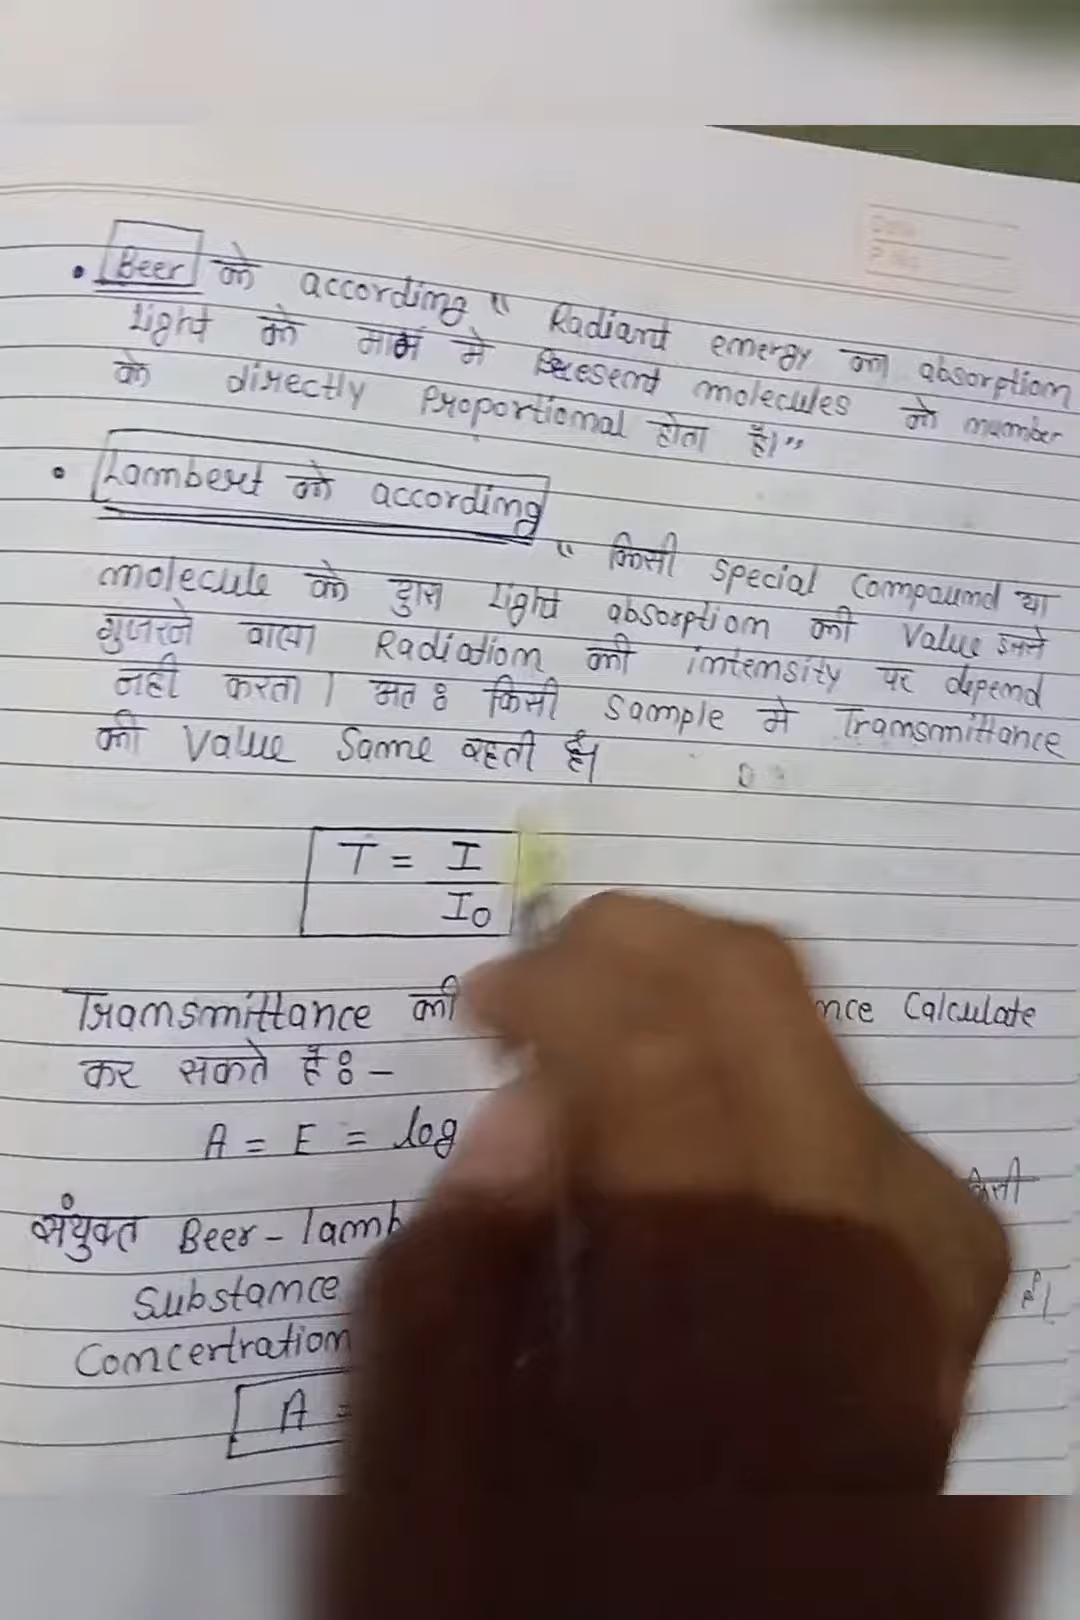 Beer के according " Radiant energy का absorption
Light के मार्ग मे Present molecules के number
के directly Proportional होता है।"
Lambert के according
" किसी special compound या
molecule के द्वारा Light absorption की Value इनसे
गुजरने वाला Radiation की intensity पर depend
नही करता । अतः किसी sample मे Transmittance
की Value Same रहती है।
T = I
I0
Transmittance की nce Calculate
कर सकते है :-
A = E = log
किसी
संयुक्त Beer - lamb
Substance
Concertration
A =